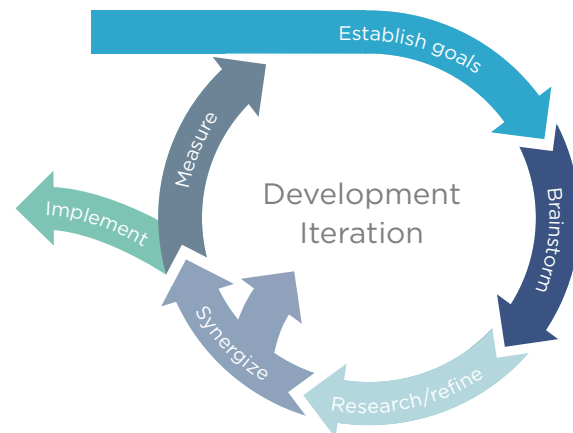 Establish goals
Brainstorm
Research/refine
Synergize
Implement
Measure
Development
Iteration